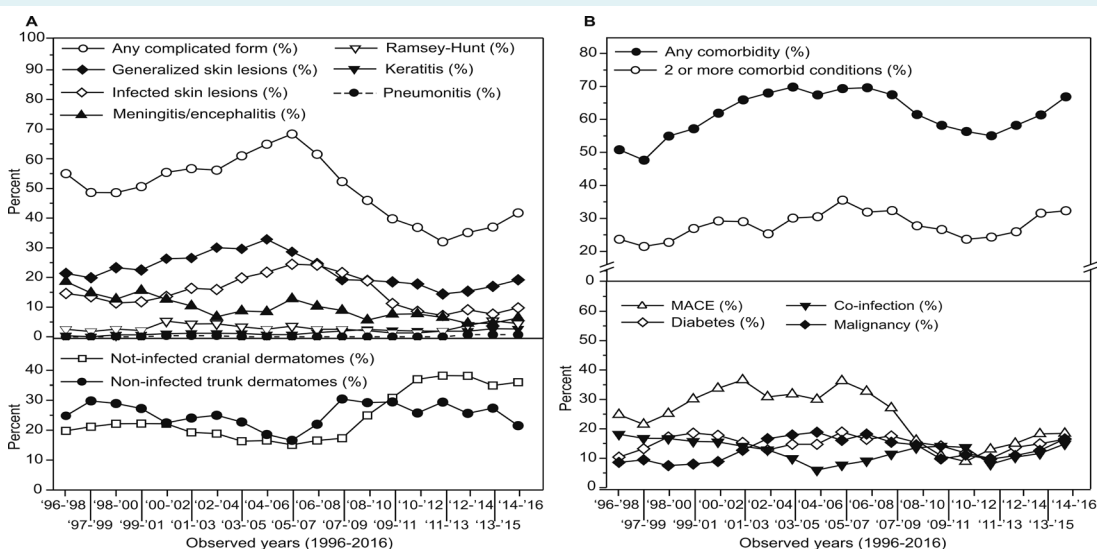 A
100
90
80
70
60
50
40
30
20
10
0
Percent
Any complicated form (%)
Generalized skin lesions (%)
Infected skin lesions (%)
Meningitis/encephalitis (%)
Ramsey-Hunt (%)
Keratitis (%)
Pneumonitis (%)
Not-infected cranial dermatomes (%)
Non-infected trunk dermatomes (%)
40
30
20
10
0
'96-'98 '98-'00 '00-'02 '02-'04 '04-'06 '06-'08 '08-'10 '10-'12 '12-'14 '14-'16
'97-'99 '99-'01 '01-'03 '03-'05 '05-'07 '07-'09 '09-'11 '11-'13 '13-'15
Observed years (1996-2016)
B
80
70
60
50
40
30
20
0
Percent
Any comorbidity (%)
2 or more comorbid conditions (%)
MACE (%)
Diabetes (%)
Co-infection (%)
Malignancy (%)
60
50
40
30
20
10
0
Percent
'96-'98 '98-'00 '00-'02 '02-'04 '04-'06 '06-'08 '08-'10 '10-'12 '12-'14 '14-'16
'97-'99 '99-'01 '01-'03 '03-'05 '05-'07 '07-'09 '09-'11 '11-'13 '13-'15
Observed years (1996-2016)